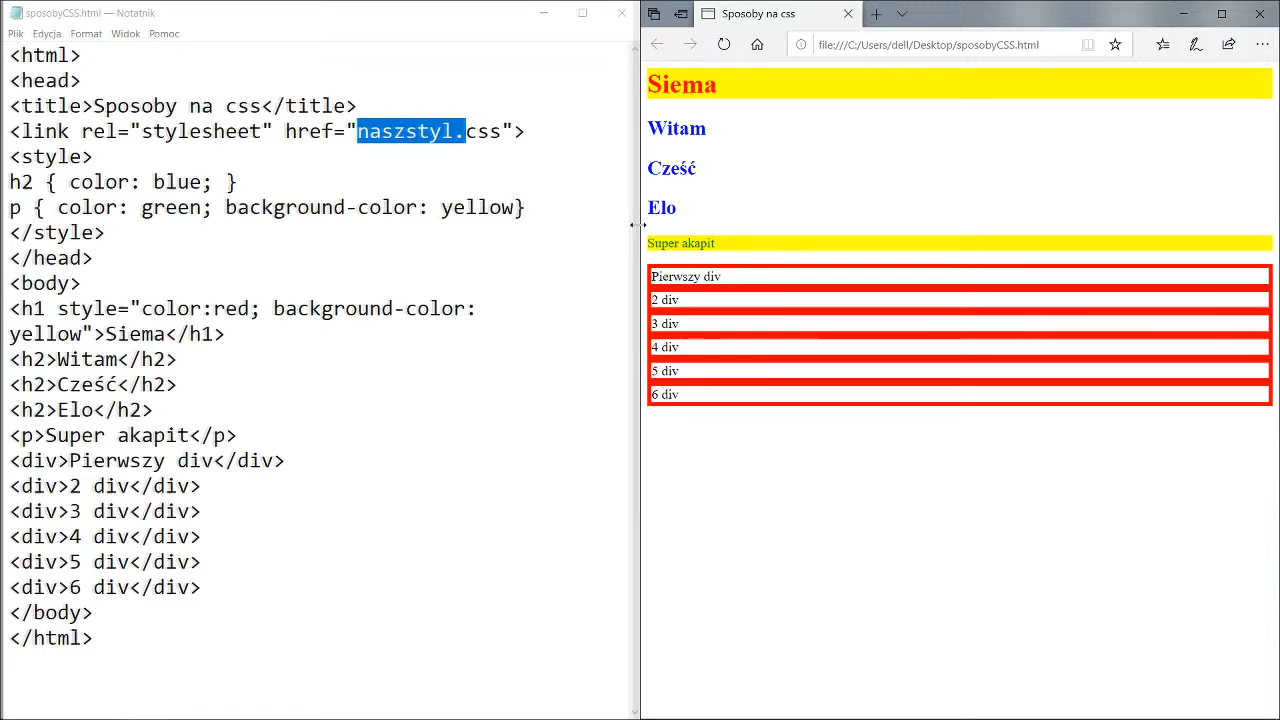 sposobyCSS.html — Notatnik
Plik Edycja Format Widok Pomoc
<html>
<head>
<title>Sposoby na css</title>
<link rel="stylesheet" href="naszstyl.css">
<style>
h2 { color: blue; }
p { color: green; background-color: yellow}
</style>
</head>
<body>
<h1 style="color:red; background-color:
yellow">Siema</h1>
<h2>Witam</h2>
<h2>Cześć</h2>
<h2>Elo</h2>
<p>Super akapit</p>
<div>Pierwszy div</div>
<div>2 div</div>
<div>3 div</div>
<div>4 div</div>
<div>5 div</div>
<div>6 div</div>
</body>
</html>
Sposoby na css
file:///C:/Users/dell/Desktop/sposobyCSS.html
Siema
Witam
Cześć
Elo
Super akapit
Pierwszy div
2 div
3 div
4 div
5 div
6 div